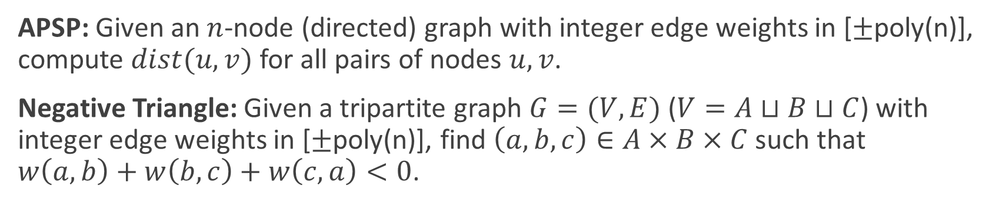 APSP: Given an n-node (directed) graph with integer edge weights in [±poly(n)],
compute dist(u, v) for all pairs of nodes u, v.
Negative Triangle: Given a tripartite graph G = (V, E) (V = A ⊔ B ⊔ C) with
integer edge weights in [±poly(n)], find (a, b, c) ∈ A × B × C such that
w(a, b) + w(b, c) + w(c, a) < 0.